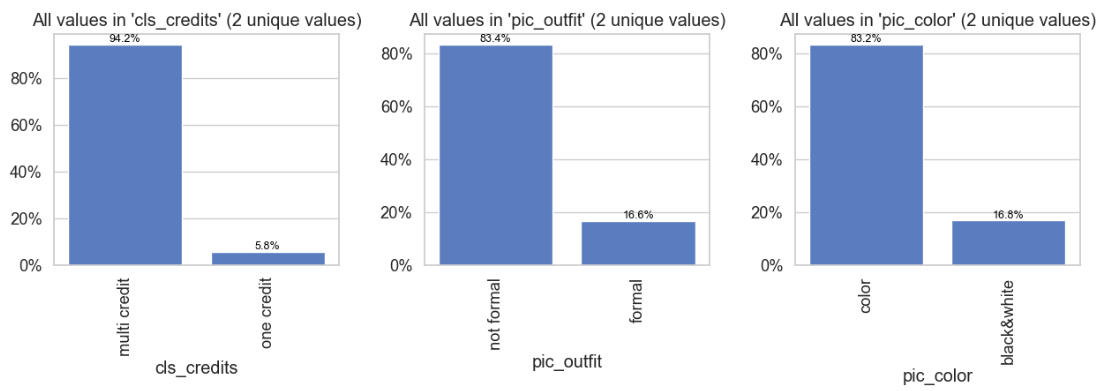 All values in 'cls_credits' (2 unique values)
94.2%
5.8%
80%
60%
40%
20%
0%
multi credit
one credit
cls_credits
All values in 'pic_outfit' (2 unique values)
83.4%
16.6%
80%
60%
40%
20%
0%
not formal
formal
pic_outfit
All values in 'pic_color' (2 unique values)
83.2%
16.8%
80%
60%
40%
20%
0%
color
black&white
pic_color